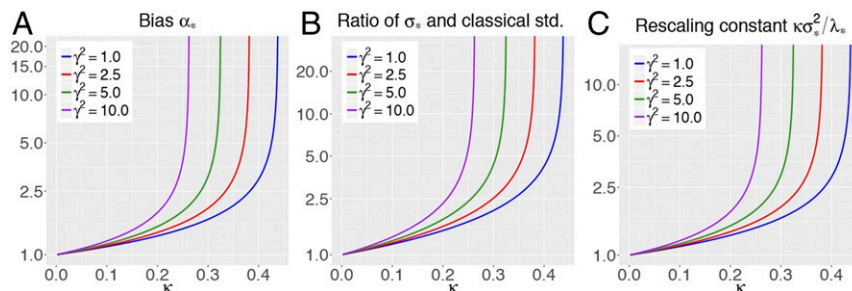 A
Bias α*
20.0
15.0
10.0
5.0
2.5
1.0
γ² = 1.0
γ² = 2.5
γ² = 5.0
γ² = 10.0
0.0 0.1 0.2 0.3 0.4
κ
B
Ratio of σ* and classical std.
20.0
10.0
5.0
2.5
1.0
γ² = 1.0
γ² = 2.5
γ² = 5.0
γ² = 10.0
0.0 0.1 0.2 0.3 0.4
κ
C
Rescaling constant κσ*²/λ*
10.0
5.0
2.5
1.0
γ² = 1.0
γ² = 2.5
γ² = 5.0
γ² = 10.0
0.0 0.1 0.2 0.3 0.4
κ